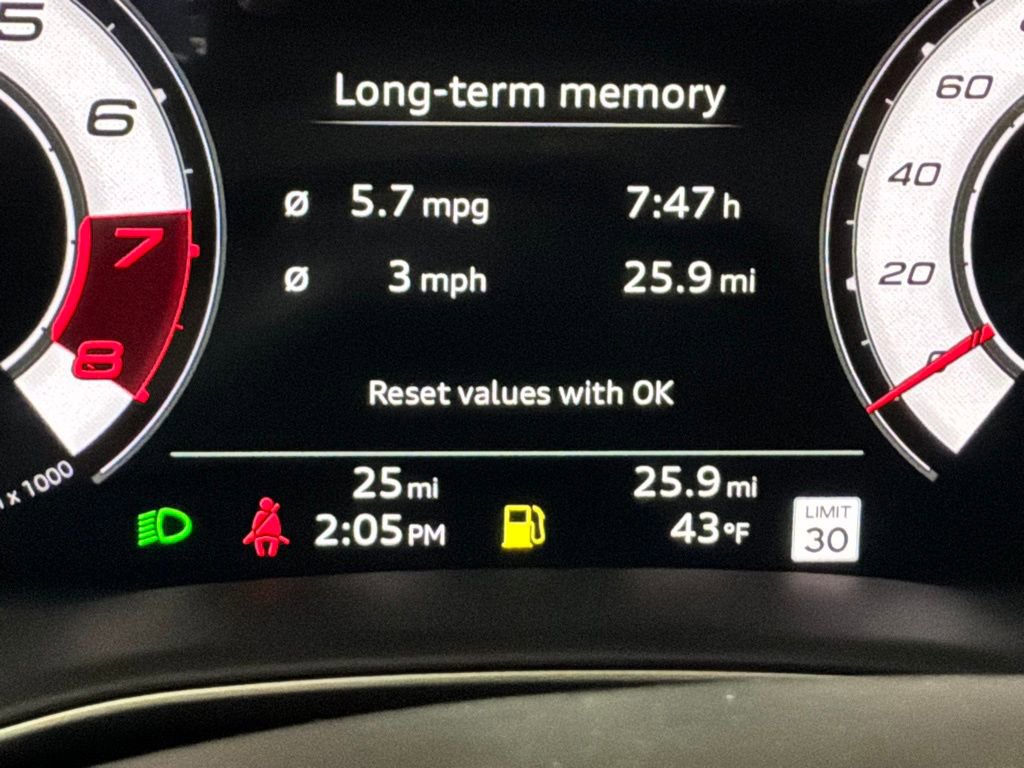 5
6
7
8
x 1000
Long-term memory
Ø 5.7 mpg 7:47 h
Ø 3 mph 25.9 mi
Reset values with OK
25 mi 25.9 mi
2:05 PM 43°F
LIMIT
30
60
40
20
0